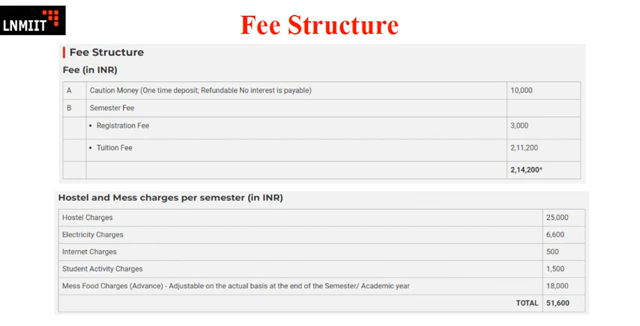 LNMIIT
Fee Structure
Fee Structure
Fee (in INR)
A Caution Money (One time deposit; Refundable No interest is payable) 10,000
B Semester Fee
• Registration Fee 3,000
• Tuition Fee 2,11,200
2,14,200*
Hostel and Mess charges per semester (in INR)
Hostel Charges 25,000
Electricity Charges 6,600
Internet Charges 500
Student Activity Charges 1,500
Mess Food Charges (Advance) - Adjustable on the actual basis at the end of the Semester/ Academic year 18,000
TOTAL 51,600